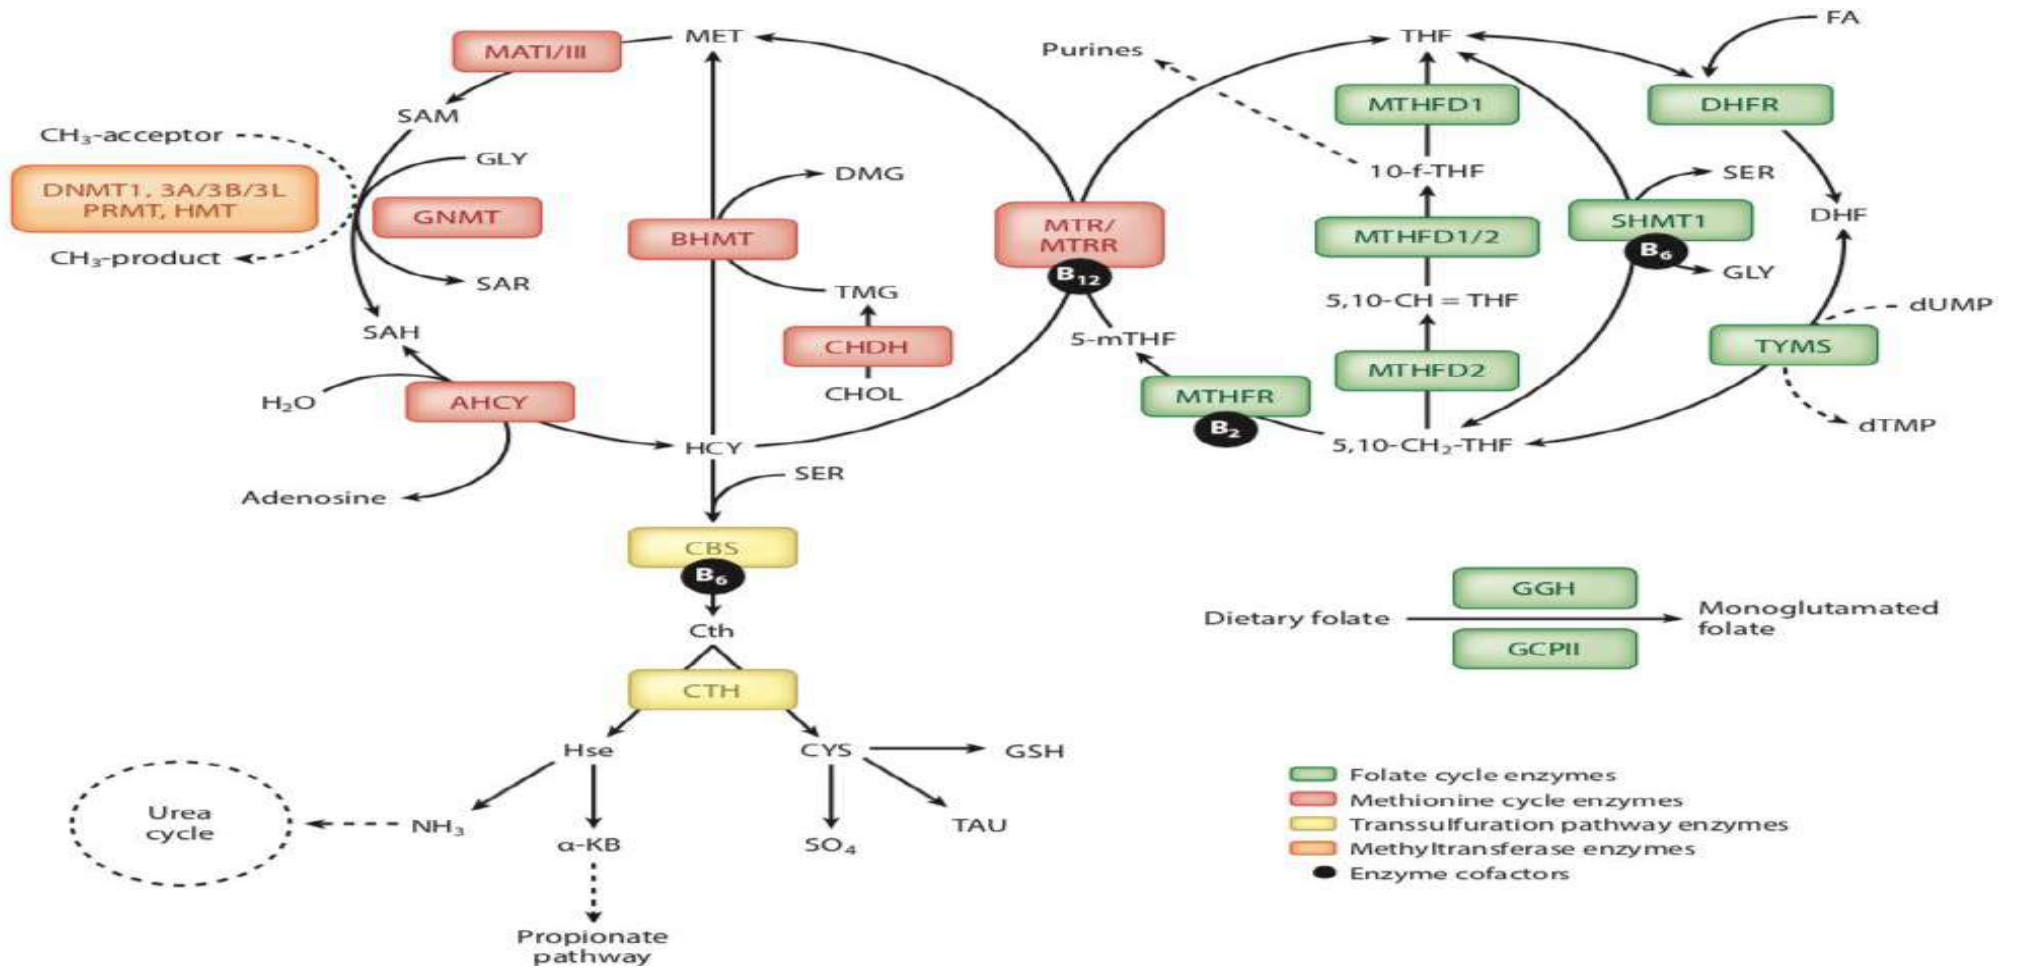 MATI/III
MET
SAM
CH₃-acceptor
GLY
DNMT1, 3A/3B/3L
PRMT, HMT
GNMT
CH₃-product
SAR
SAH
H₂O
AHCY
Adenosine
DMG
BHMT
TMG
CHDH
CHOL
HCY
MTR/
MTRR
B₁₂
5-mTHF
MTHFR
B₂
Purines
THF
FA
MTHFD1
DHFR
10-f-THF
SER
MTHFD1/2
SHMT1
B₆
GLY
DHF
5,10-CH = THF
dUMP
MTHFD2
TYMS
5,10-CH₂-THF
dTMP
SER
CBS
B₆
Cth
CTH
Hse
CYS
GSH
NH₃
α-KB
SO₄
TAU
Urea
cycle
Propionate
pathway
Dietary folate
GGH
GCPII
Monoglutamated
folate
Folate cycle enzymes
Methionine cycle enzymes
Transsulfuration pathway enzymes
Methyltransferase enzymes
Enzyme cofactors